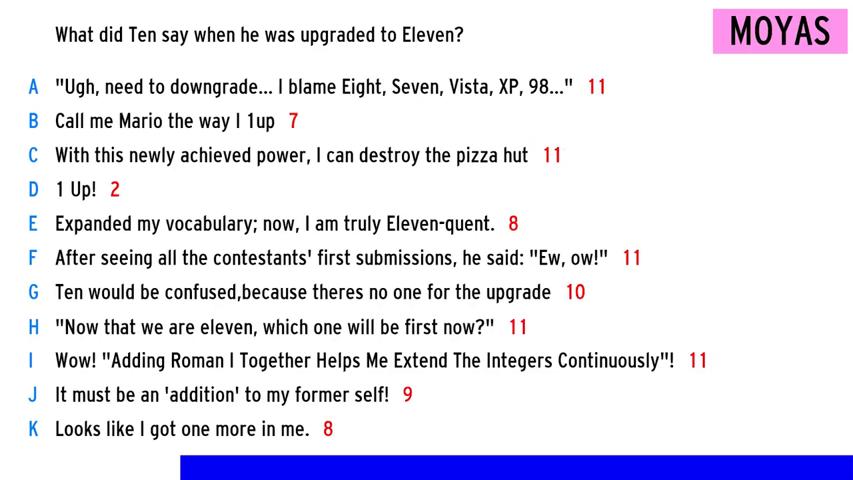 What did Ten say when he was upgraded to Eleven?
MOYAS
A "Ugh, need to downgrade... I blame Eight, Seven, Vista, XP, 98..." 11
B Call me Mario the way I 1up 7
C With this newly achieved power, I can destroy the pizza hut 11
D 1 Up! 2
E Expanded my vocabulary; now, I am truly Eleven-quent. 8
F After seeing all the contestants' first submissions, he said: "Ew, ow!" 11
G Ten would be confused,because theres no one for the upgrade 10
H "Now that we are eleven, which one will be first now?" 11
I Wow! "Adding Roman I Together Helps Me Extend The Integers Continuously"! 11
J It must be an 'addition' to my former self! 9
K Looks like I got one more in me. 8